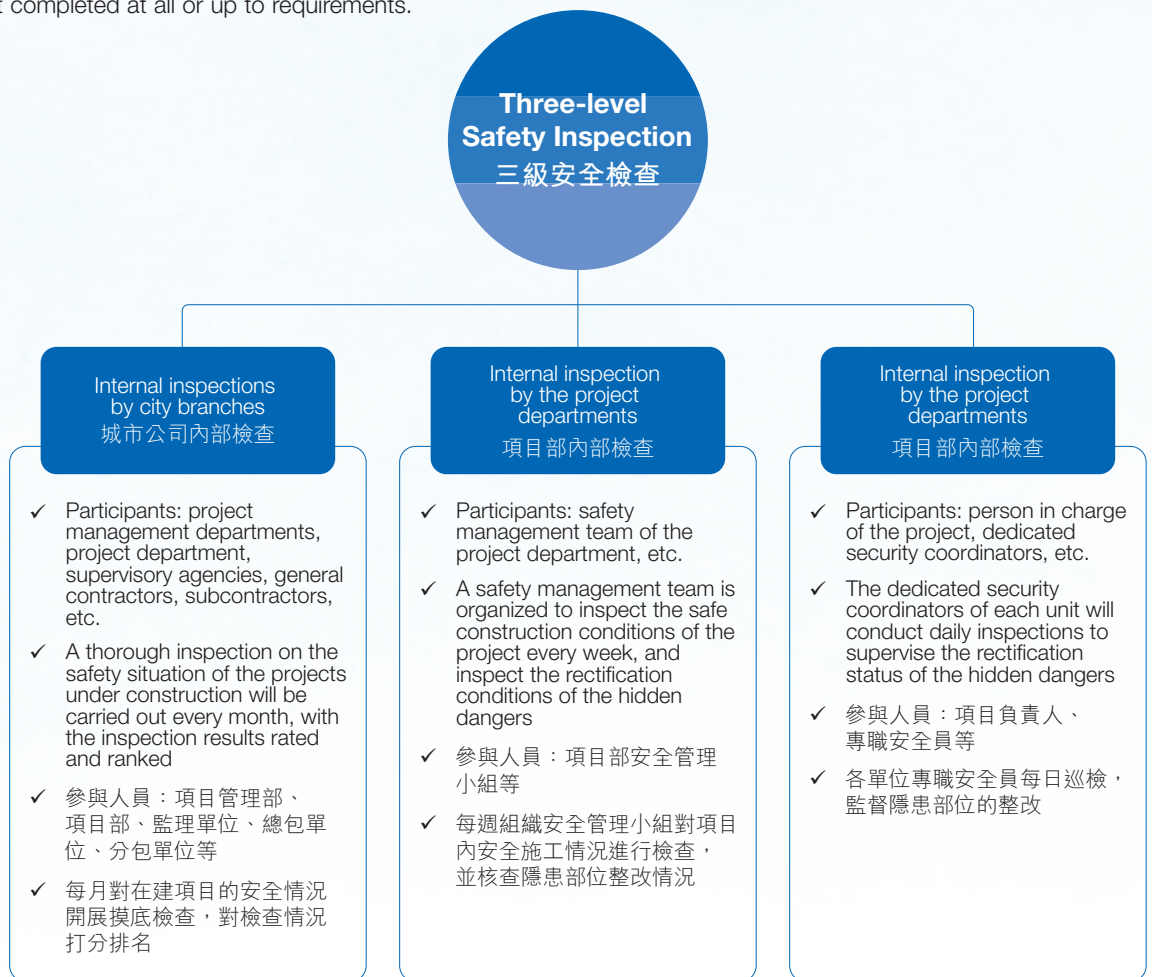 t completed at all or up to requirements.
Three-level
Safety Inspection
三級安全檢查
Internal inspections
by city branches
城市公司內部檢查
✓ Participants: project
management departments,
project department,
supervisory agencies, general
contractors, subcontractors,
etc.
✓ A thorough inspection on the
safety situation of the projects
under construction will be
carried out every month, with
the inspection results rated
and ranked
✓ 參與人員：項目管理部、
項目部、監理單位、總包單
位、分包單位等
✓ 每月對在建項目的安全情況
開展摸底檢查，對檢查情況
打分排名
Internal inspection
by the project
departments
項目部內部檢查
✓ Participants: safety
management team of the
project department, etc.
✓ A safety management team is
organized to inspect the safe
construction conditions of the
project every week, and
inspect the rectification
conditions of the hidden
dangers
✓ 參與人員：項目部安全管理
小組等
✓ 每週組織安全管理小組對項目
內安全施工情況進行檢查，
並核查隱患部位整改情況
Internal inspection
by the project
departments
項目部內部檢查
✓ Participants: person in charge
of the project, dedicated
security coordinators, etc.
✓ The dedicated security
coordinators of each unit will
conduct daily inspections to
supervise the rectification
status of the hidden dangers
✓ 參與人員：項目負責人、
專職安全員等
✓ 各單位專職安全員每日巡檢，
監督隱患部位的整改